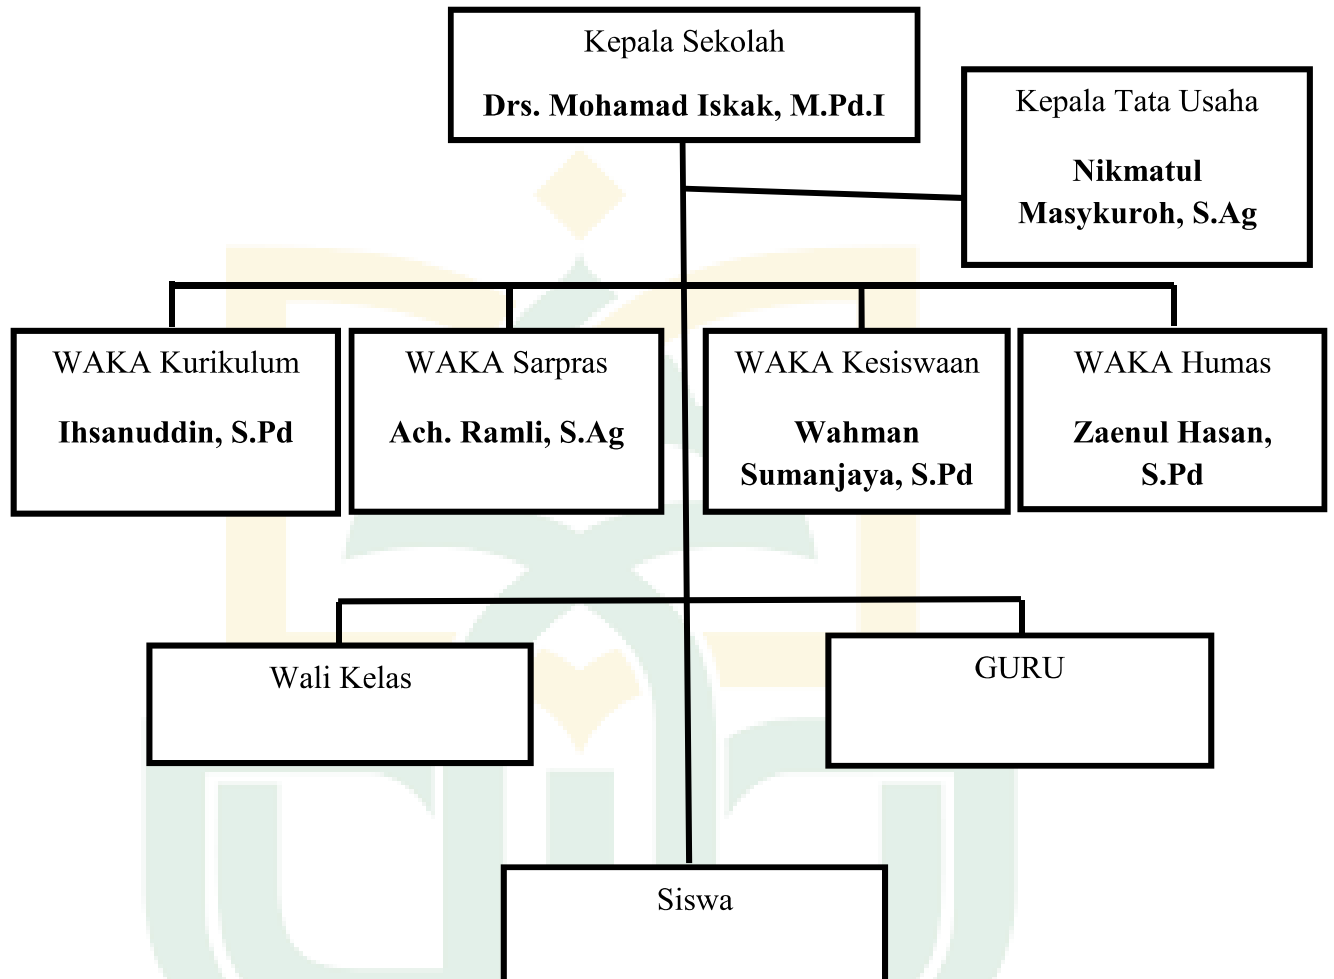 Kepala Sekolah
Drs. Mohamad Iskak, M.Pd.I
Kepala Tata Usaha
Nikmatul
Masykuroh, S.Ag
WAKA Kurikulum
Ihsanuddin, S.Pd
WAKA Sarpras
Ach. Ramli, S.Ag
WAKA Kesiswaan
Wahman
Sumanjaya, S.Pd
WAKA Humas
Zaenul Hasan,
S.Pd
Wali Kelas
GURU
Siswa